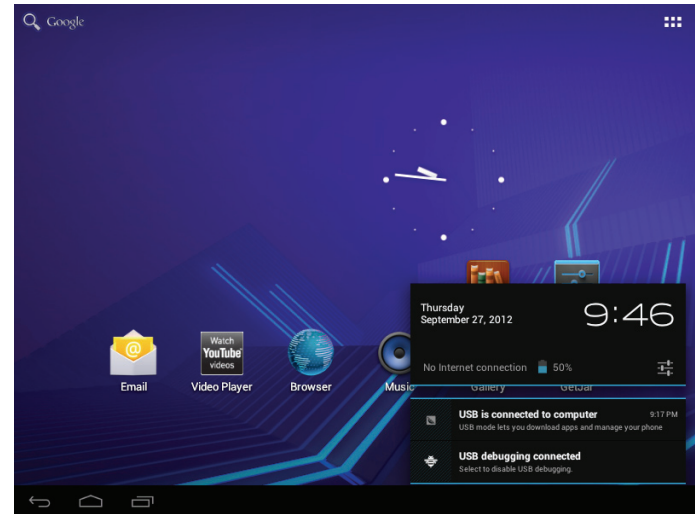 Google
Thursday
September 27, 2012
9:46
No Internet connection 50%
Watch
YouTube
videos
Email
Video Player
Browser
Music
Gallery
GetJar
USB is connected to computer
9:17 PM
USB mode lets you download apps and manage your phone
USB debugging connected
Select to disable USB debugging.